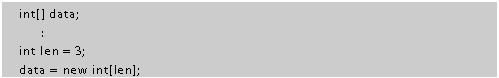 int[] data;
:
int len = 3;
data = new int[len];